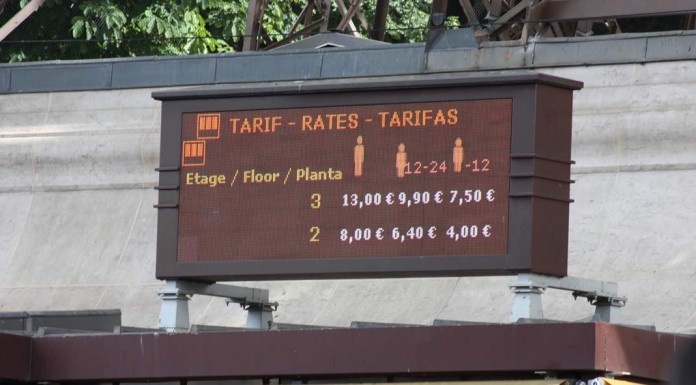 TARIF - RATES - TARIFAS
12-24 -12
Etage / Floor / Planta
3 13,00 € 9,90 € 7,50 €
2 8,00 € 6,40 € 4,00 €